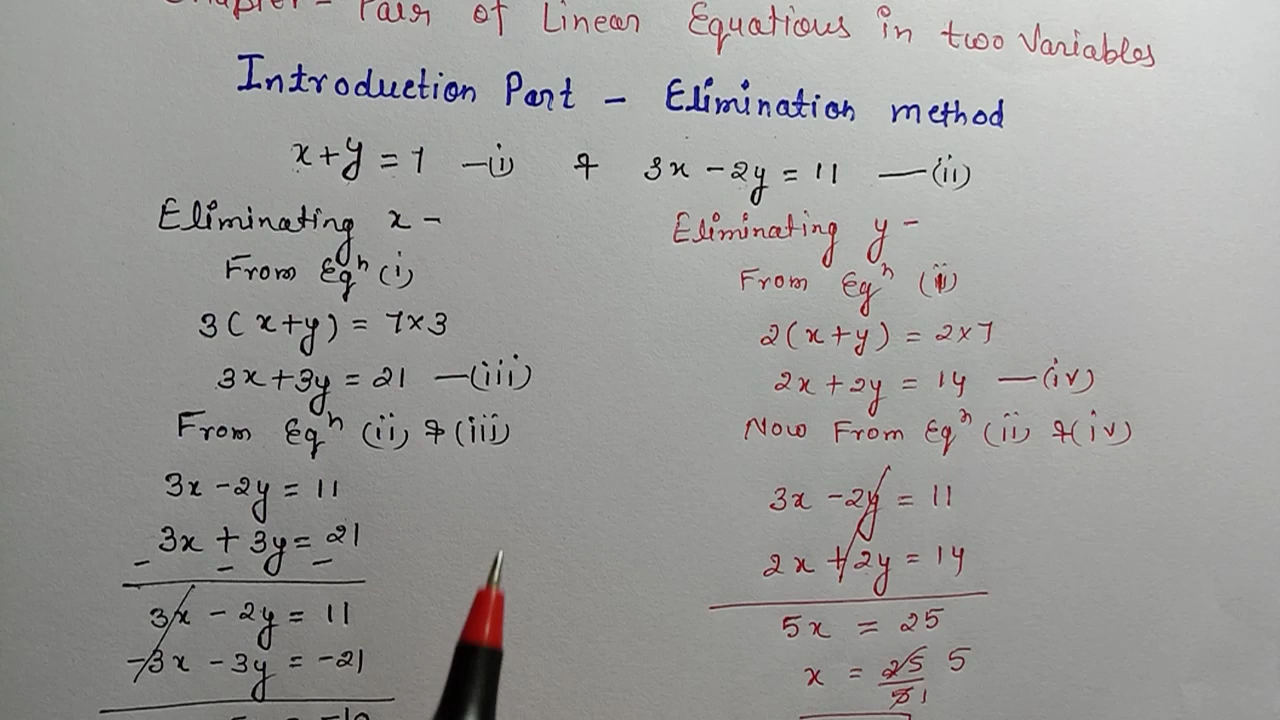 Chapter - Pair of Linear Equations in two Variables
Introduction Part - Elimination method
x+y = 7 —(i) & 3x - 2y = 11 —(ii)
Eliminating x -
From Eqⁿ (i)
3(x+y) = 7×3
3x+3y = 21 —(iii)
From Eqⁿ (ii) & (iii)
3x - 2y = 11
3x + 3y = 21
- - -
3x - 2y = 11
-3x - 3y = -21
Eliminating y -
From Eqⁿ (i)
2(x+y) = 2×7
2x + 2y = 14 —(iv)
Now From Eqⁿ (ii) & (iv)
3x - 2y = 11
2x + 2y = 14
5x = 25
x = 25/5 5
1